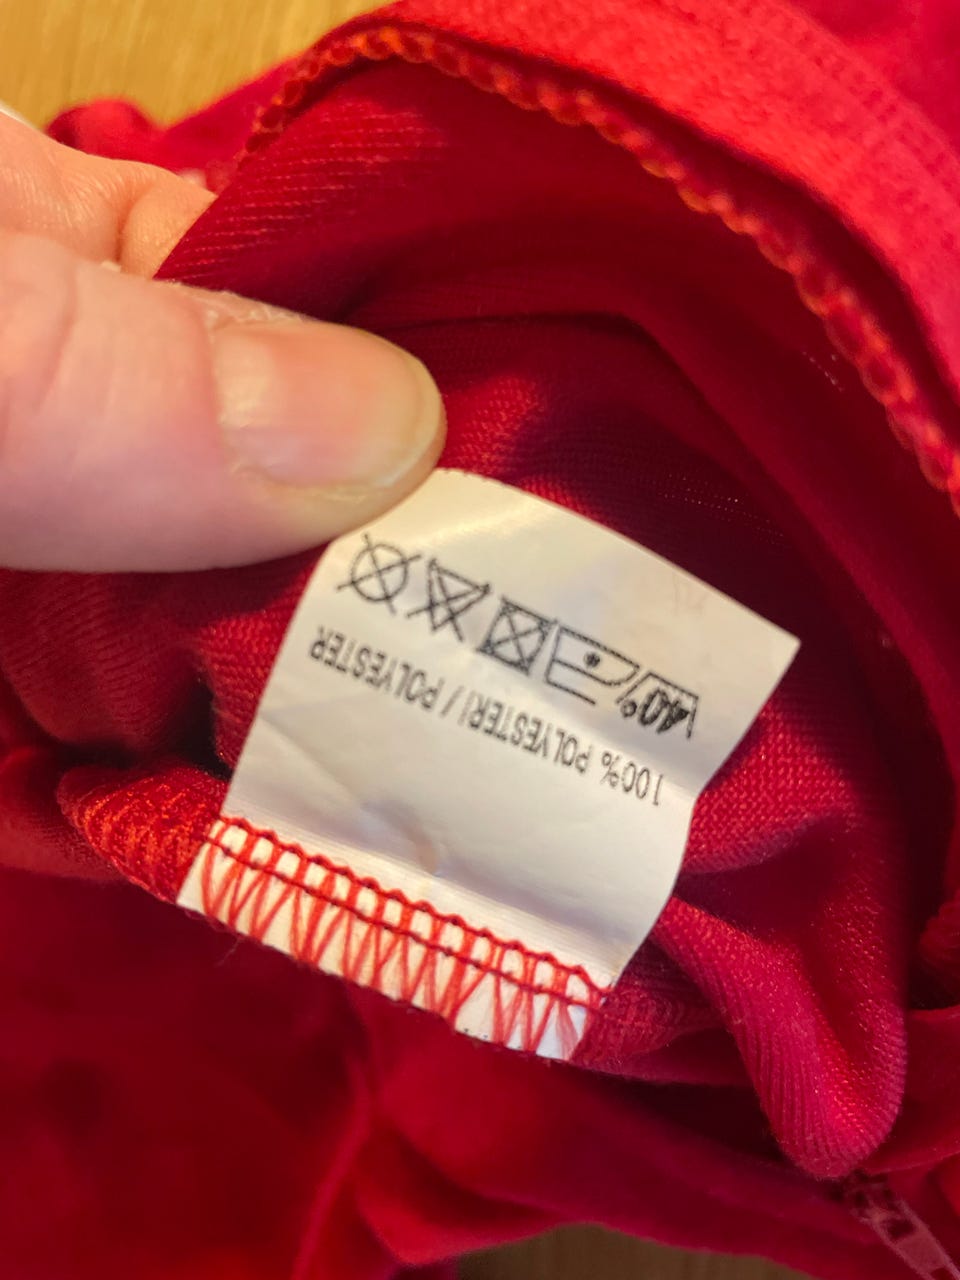 40°
100% POLYESTERI / POLYESTER